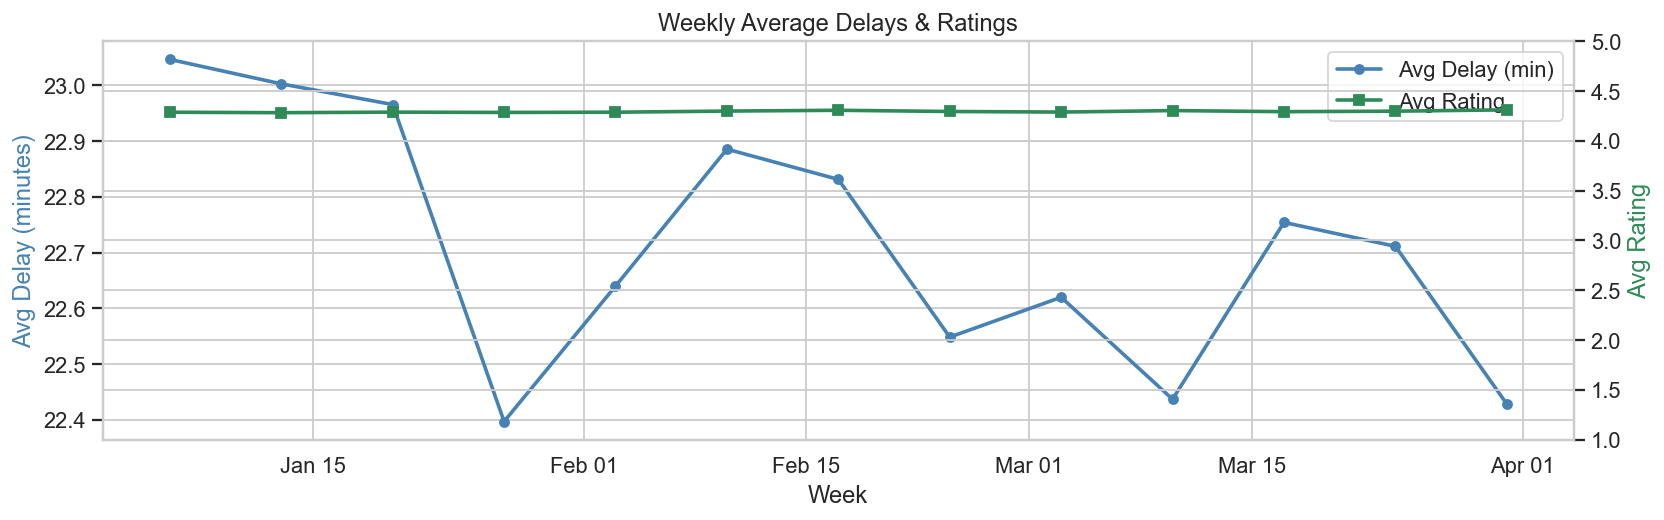 Weekly Average Delays & Ratings
Avg Delay (minutes)
23.0
22.9
22.8
22.7
22.6
22.5
22.4
Avg Delay (min)
Avg Rating
5.0
4.5
4.0
3.5
3.0
2.5
2.0
1.5
1.0
Avg Rating
Jan 15
Feb 01
Feb 15
Mar 01
Mar 15
Apr 01
Week